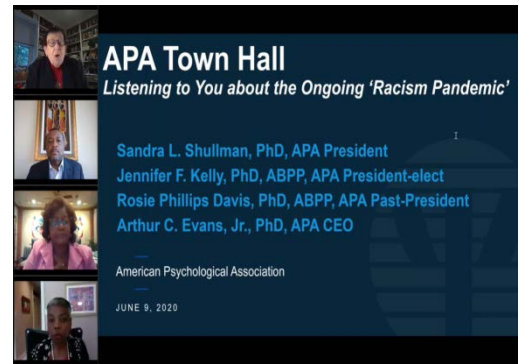 APA Town Hall
Listening to You about the Ongoing 'Racism Pandemic'
Sandra L. Shullman, PhD, APA President
Jennifer F. Kelly, PhD, ABPP, APA President-elect
Rosie Phillips Davis, PhD, ABPP, APA Past-President
Arthur C. Evans, Jr., PhD, APA CEO
American Psychological Association
JUNE 9, 2020